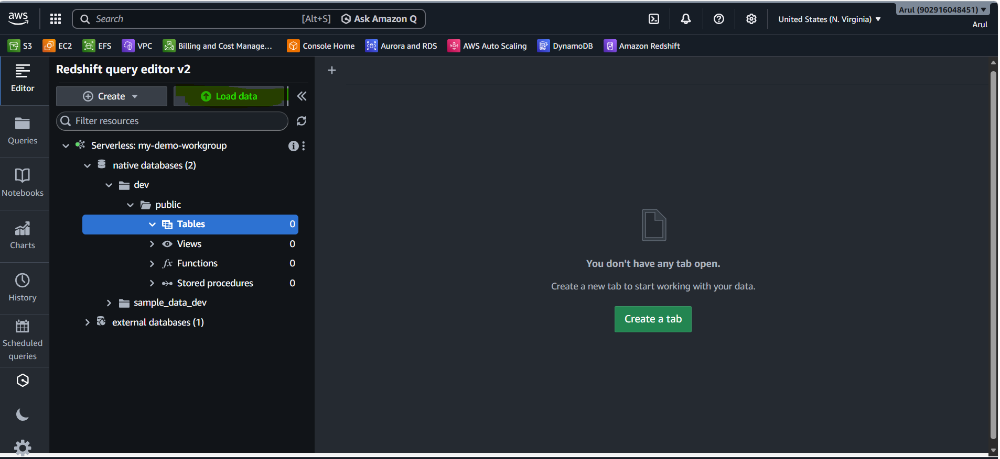 aws
Search [Alt+S] Ask Amazon Q
United States (N. Virginia) ▼
Arul (902916048451) ▼
Arul
S3 EC2 EFS VPC Billing and Cost Manage... Console Home Aurora and RDS AWS Auto Scaling DynamoDB Amazon Redshift
Editor
Queries
Notebooks
Charts
History
Scheduled
queries
Redshift query editor v2
Create Load data
Filter resources
Serverless: my-demo-workgroup
native databases (2)
dev
public
Tables 0
Views 0
fx Functions 0
Stored procedures 0
sample_data_dev
external databases (1)
You don't have any tab open.
Create a new tab to start working with your data.
Create a tab